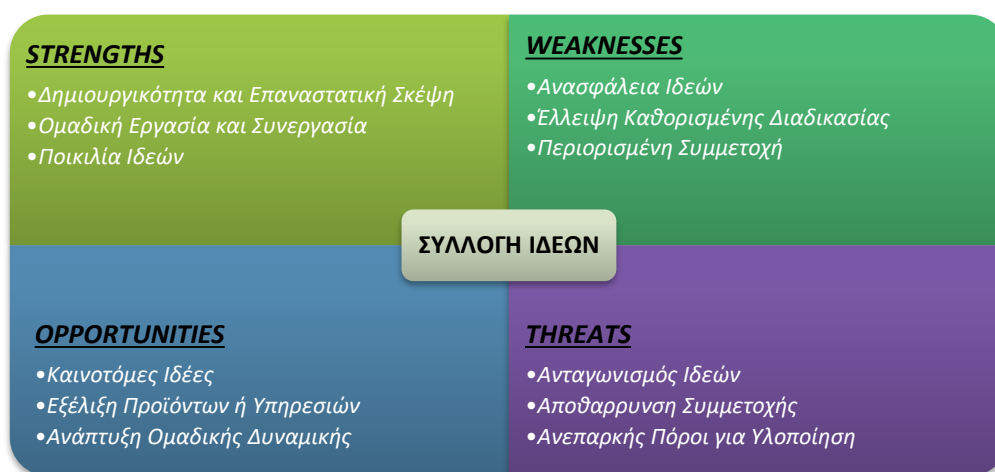 STRENGTHS
•Δημιουργικότητα και Επαναστατική Σκέψη
•Ομαδική Εργασία και Συνεργασία
•Ποικιλία Ιδεών
WEAKNESSES
•Ανασφάλεια Ιδεών
•Έλλειψη Καθορισμένης Διαδικασίας
•Περιορισμένη Συμμετοχή
ΣΥΛΛΟΓΗ ΙΔΕΩΝ
OPPORTUNITIES
•Καινοτόμες Ιδέες
•Εξέλιξη Προϊόντων ή Υπηρεσιών
•Ανάπτυξη Ομαδικής Δυναμικής
THREATS
•Ανταγωνισμός Ιδεών
•Αποθαρρυνση Συμμετοχής
•Ανεπαρκής Πόροι για Υλοποίηση